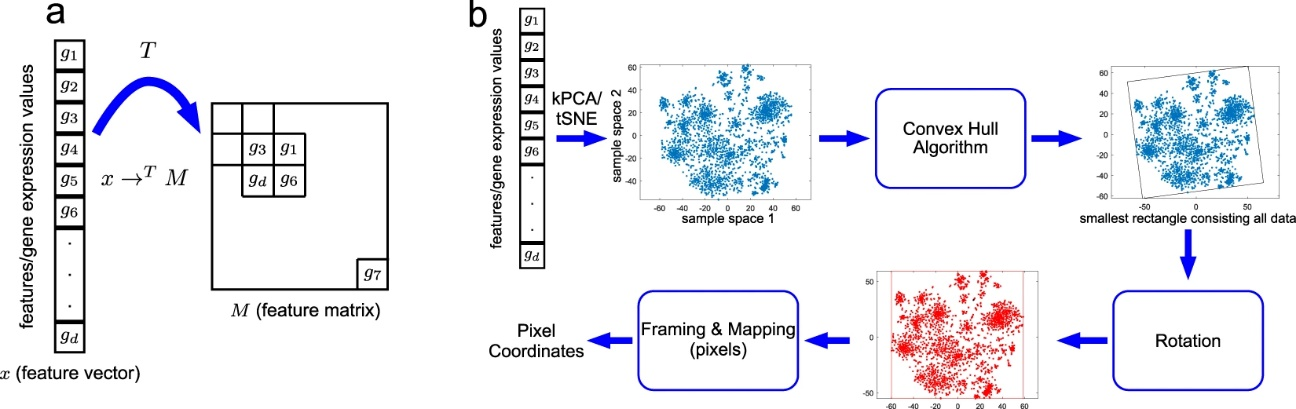 a
features/gene expression values
g1
g2
g3
g4
g5
g6
.
.
.
gd
x (feature vector)
T
x →T M
g3 g1
gd g6
g7
M (feature matrix)
b
features/gene expression values
g1
g2
g3
g4
g5
g6
.
.
.
gd
kPCA/
tSNE
sample space 2
60
40
20
0
-20
-40
-60 -40 -20 0 20 40 60
sample space 1
Convex Hull
Algorithm
60
40
20
0
-20
-40
-60
-50 0 50
smallest rectangle consisting all data
Rotation
50
0
-50
-60 -40 -20 0 20 40 60
Framing & Mapping
(pixels)
Pixel
Coordinates